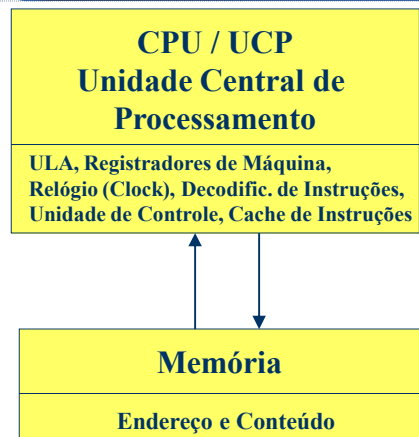 CPU / UCP
Unidade Central de
Processamento
ULA, Registradores de Máquina,
Relógio (Clock), Decodific. de Instruções,
Unidade de Controle, Cache de Instruções
Memória
Endereço e Conteúdo